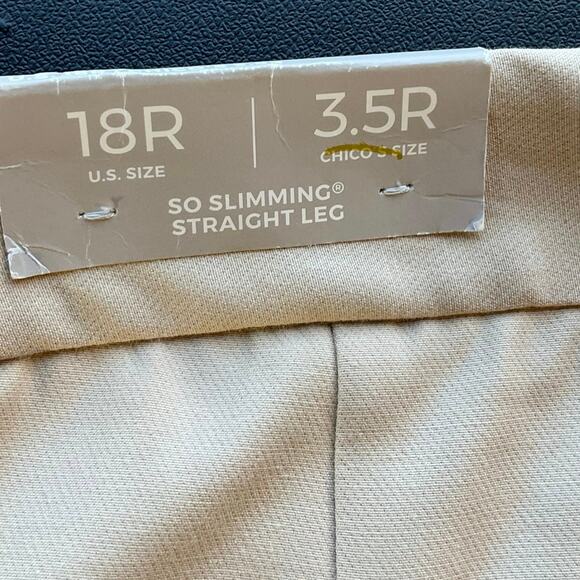 18R
U.S. SIZE
3.5R
CHICO'S SIZE
SO SLIMMING®
STRAIGHT LEG